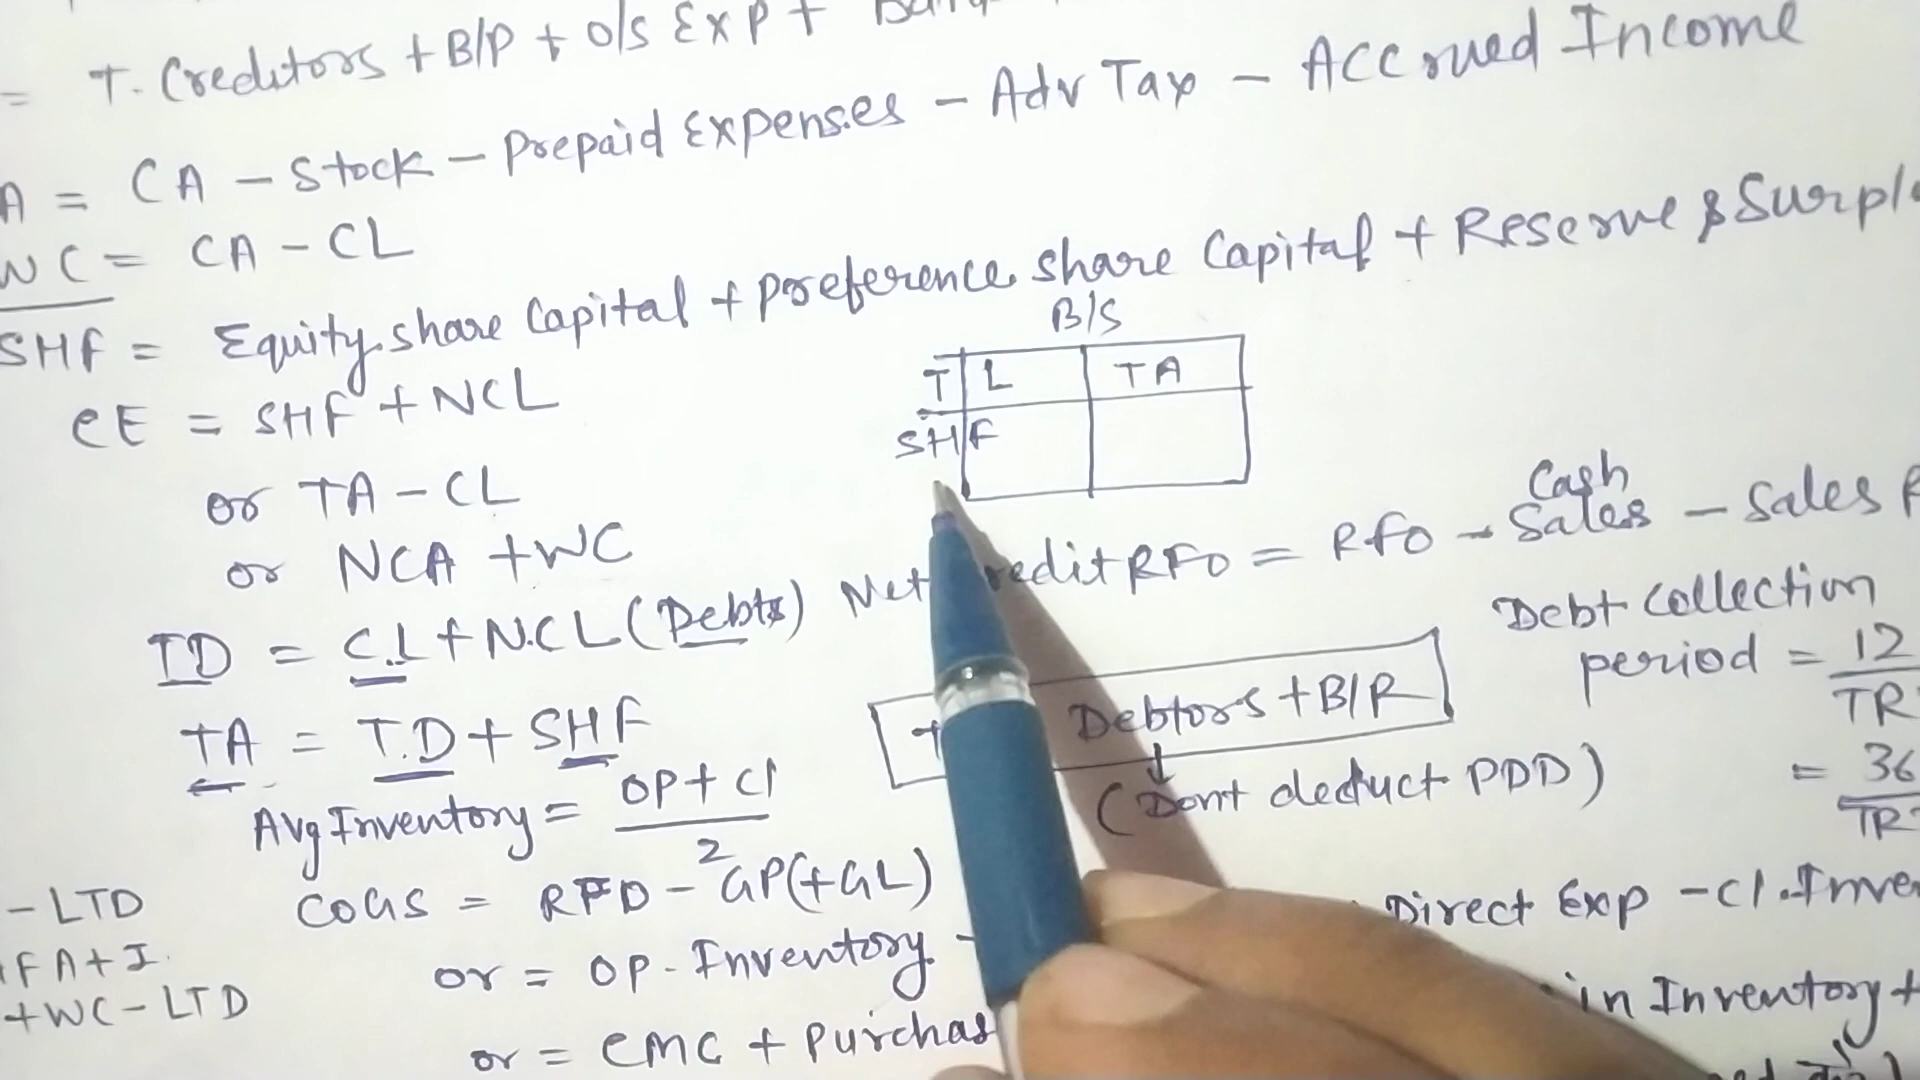 = T. Creditors + B/P + O/s Exp +
A = CA - Stock - Prepaid Expenses - Adv Tax - Accrued Income
WC = CA - CL
SHF = Equity share Capital + preference share Capital + Reserve & Surpl
CE = SHF + NCL
or TA - CL
or NCA + WC
TD = C.L + N.CL (Debts)
TA = T.D + SHF
Avg Inventory = OP + Cl
2
COGS = RFO - GP(+GL)
or = OP. Inventory -
or = CMC + Purchas
B/S
T L TA
SHF
Net redit RFO = RFO - Cash Sales - Sales R
Debtors + B/R
(Dont deduct PDD)
Debt Collection
period = 12
TR
= 36
TR
Direct Exp - Cl. Inve
in Inventory +
- LTD
FA + I
+ WC - LTD